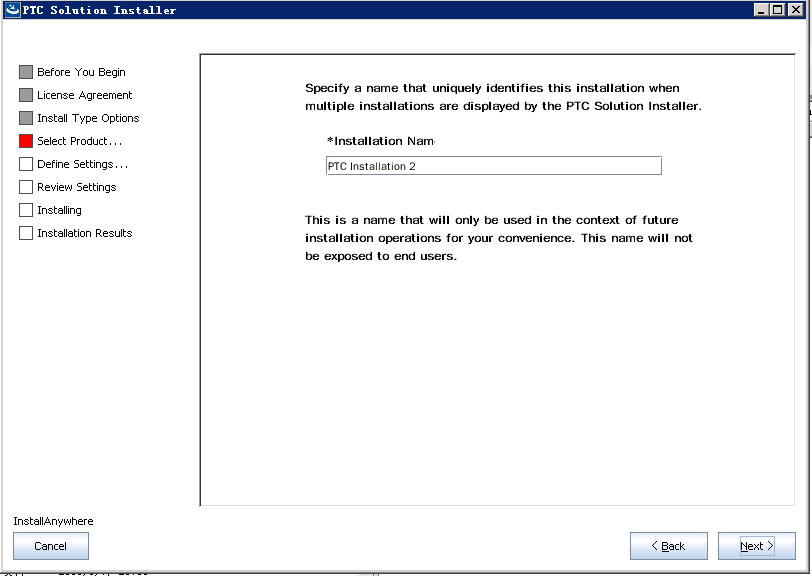 PTC Solution Installer
Before You Begin
License Agreement
Install Type Options
Select Product...
Define Settings...
Review Settings
Installing
Installation Results
Specify a name that uniquely identifies this installation when
multiple installations are displayed by the PTC Solution Installer.
*Installation Nam
PTC Installation 2
This is a name that will only be used in the context of future
installation operations for your convenience. This name will not
be exposed to end users.
InstallAnywhere
Cancel
< Back
Next >